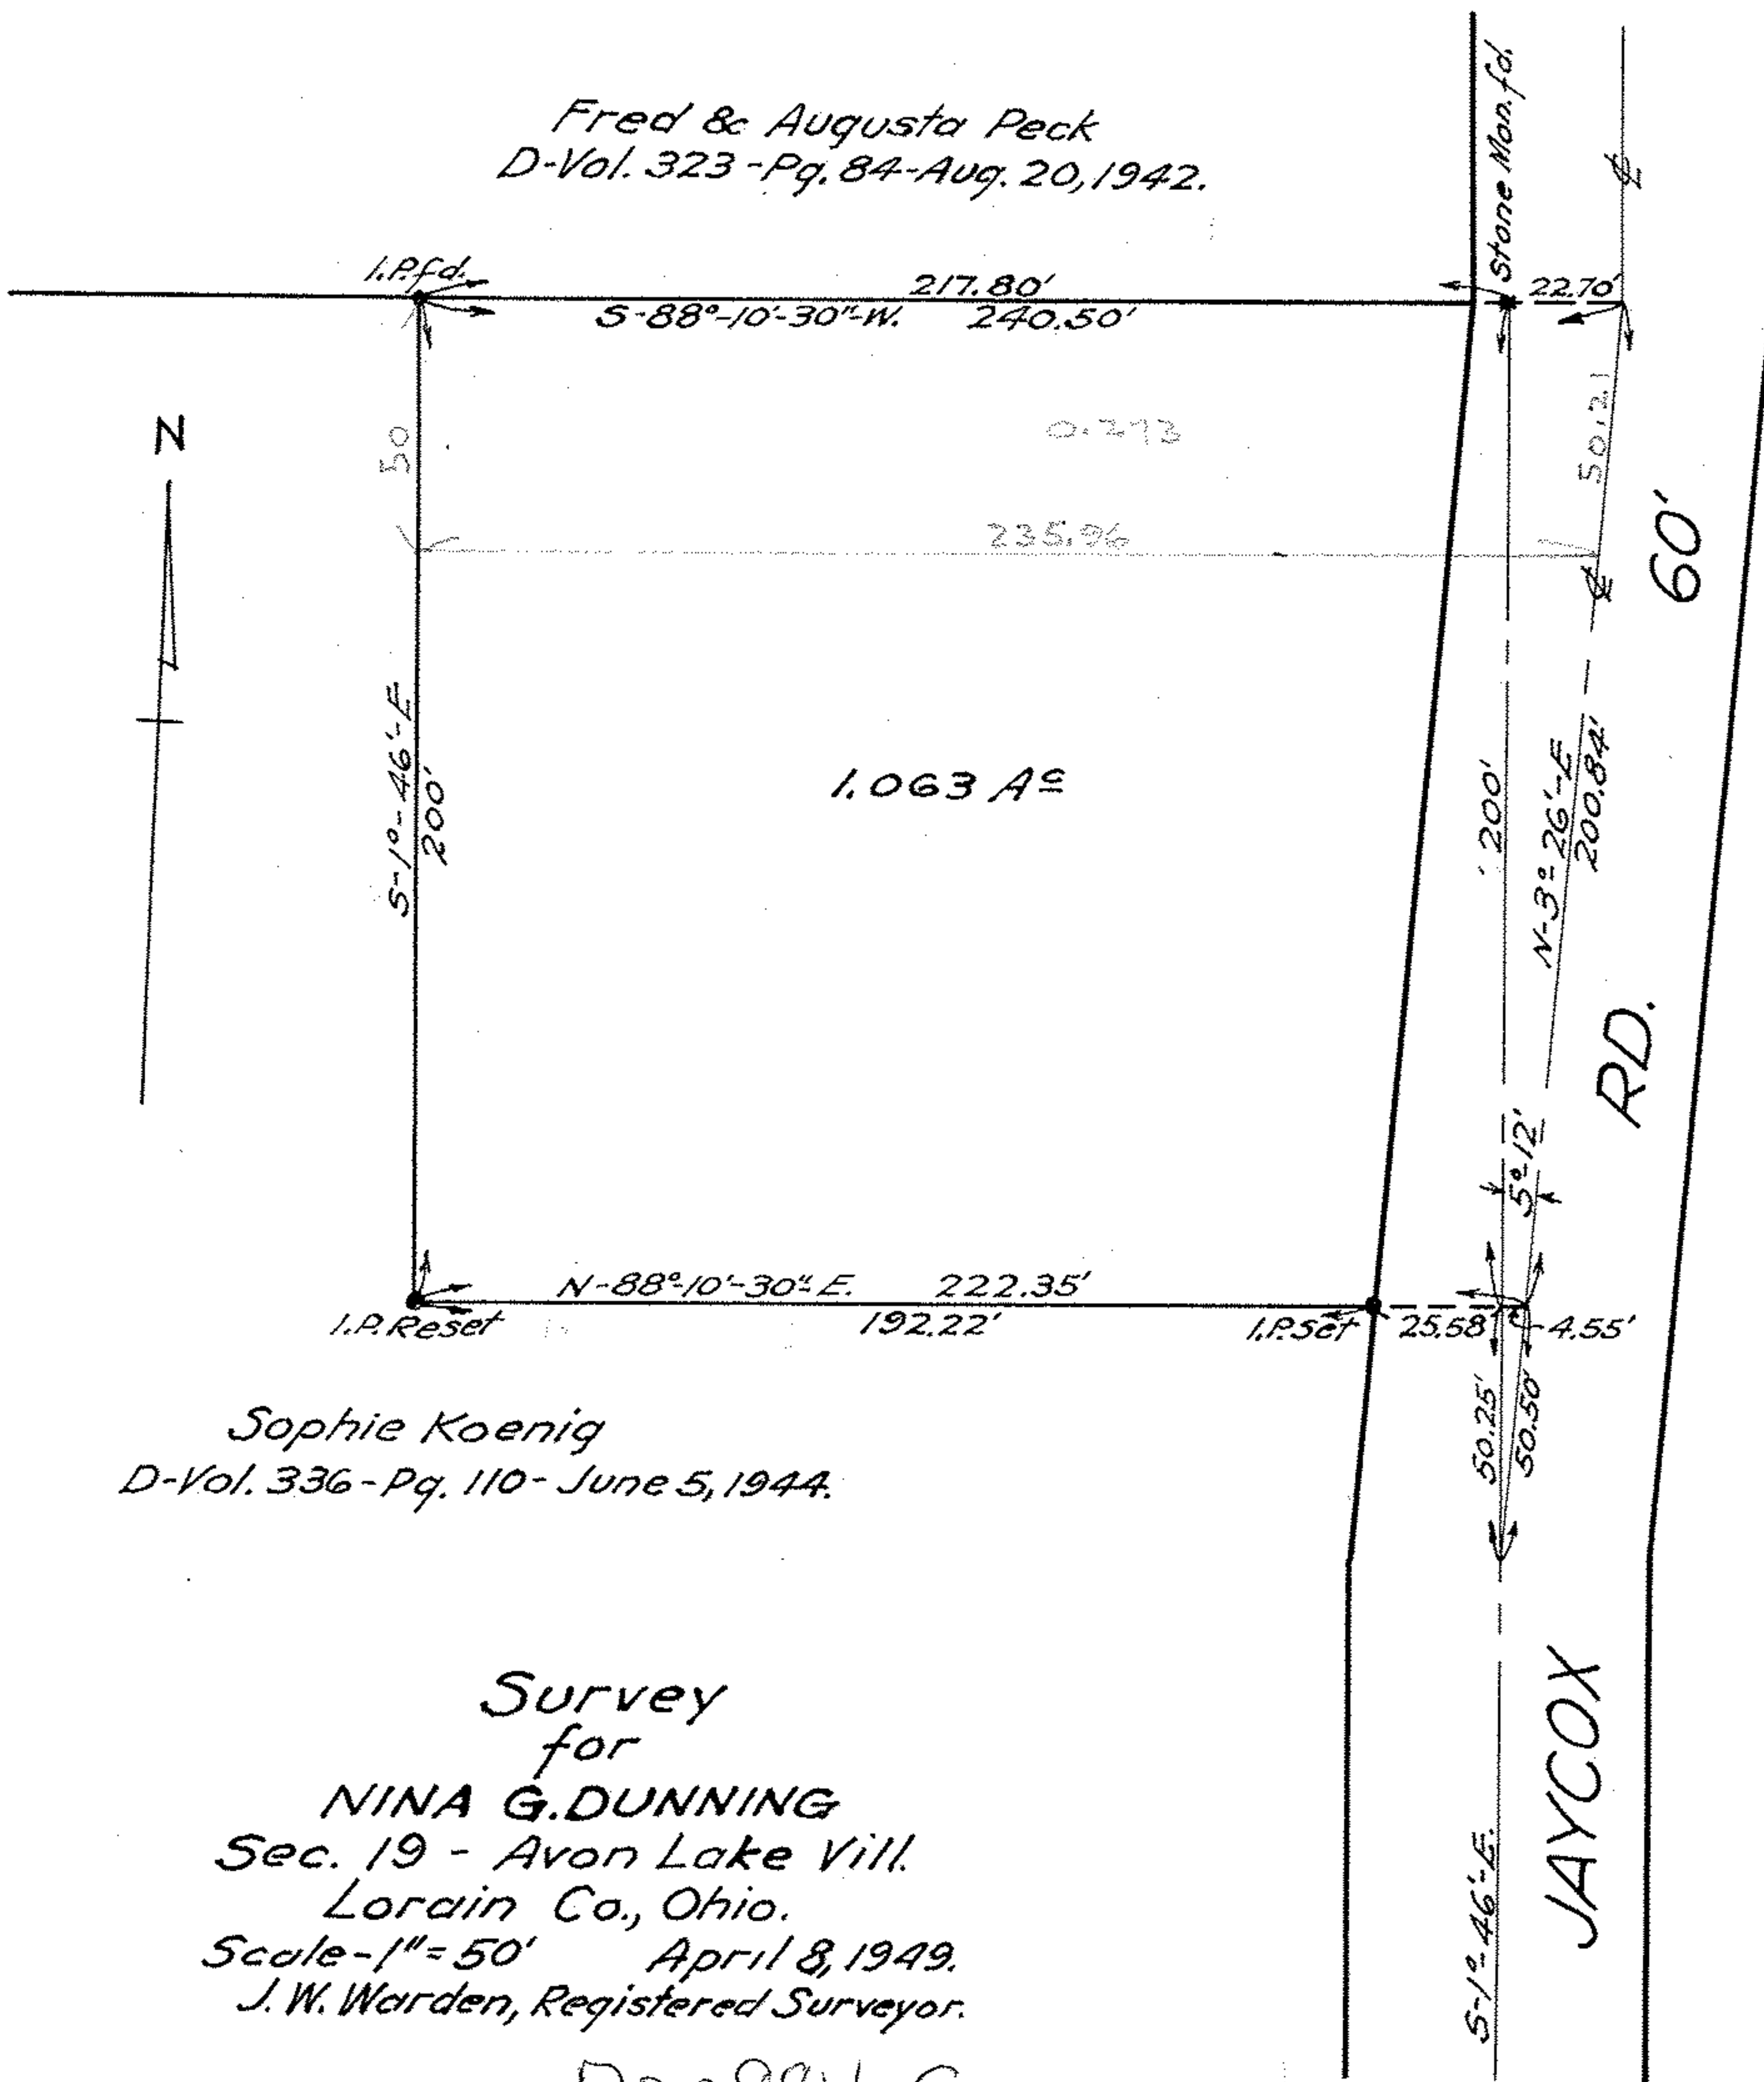 Fred & Augusta Peck
D-Vol. 323-Pg. 84-Aug. 20, 1942.
Stone Mon. fd.
℄
I.P. fd.
217.80'
22.70'
S-88°-10'-30"-W. 240.50'
N
50
50.21
235.96
℄
60'
S-1°-46'-E
200'
1.063 Ac
200'
N-3°-26'-E
200.84'
RD.
5°-12'
N-88°-10'-30"-E. 222.35'
I.P. Reset
192.22'
I.P. Set
25.58'
4.55'
50.25'
50.50'
Sophie Koenig
D-Vol. 336-Pg. 110-June 5, 1944.
JAYCOX
S-1°-46'-E.
Survey
for
NINA G. DUNNING
Sec. 19 - Avon Lake Vill.
Lorain Co., Ohio.
Scale-1"=50' April 8, 1949.
J. W. Warden, Registered Surveyor.